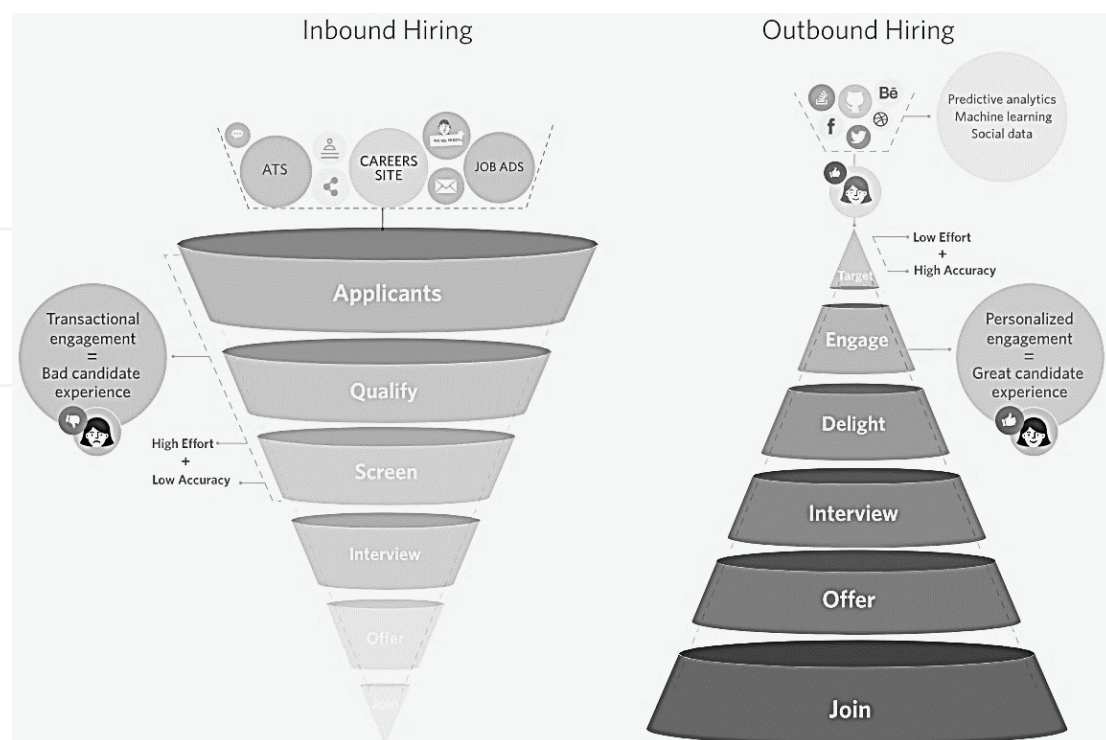 Inbound Hiring
ATS
CAREERS
SITE
JOB ADS
Applicants
Qualify
Screen
Interview
Offer
Join
Transactional
engagement
=
Bad candidate
experience
High Effort
+
Low Accuracy
Outbound Hiring
Bē
f
Predictive analytics
Machine learning
Social data
Low Effort
+
High Accuracy
Target
Engage
Delight
Interview
Offer
Join
Personalized
engagement
=
Great candidate
experience